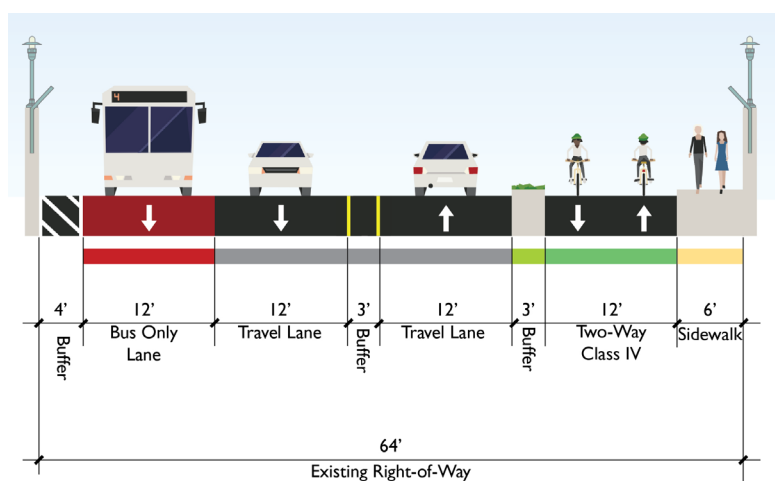 4
4’
12’
12’
3’
12’
3’
12’
6’
Buffer
Bus Only
Lane
Travel Lane
Buffer
Travel Lane
Buffer
Two-Way
Class IV
Sidewalk
64’
Existing Right-of-Way